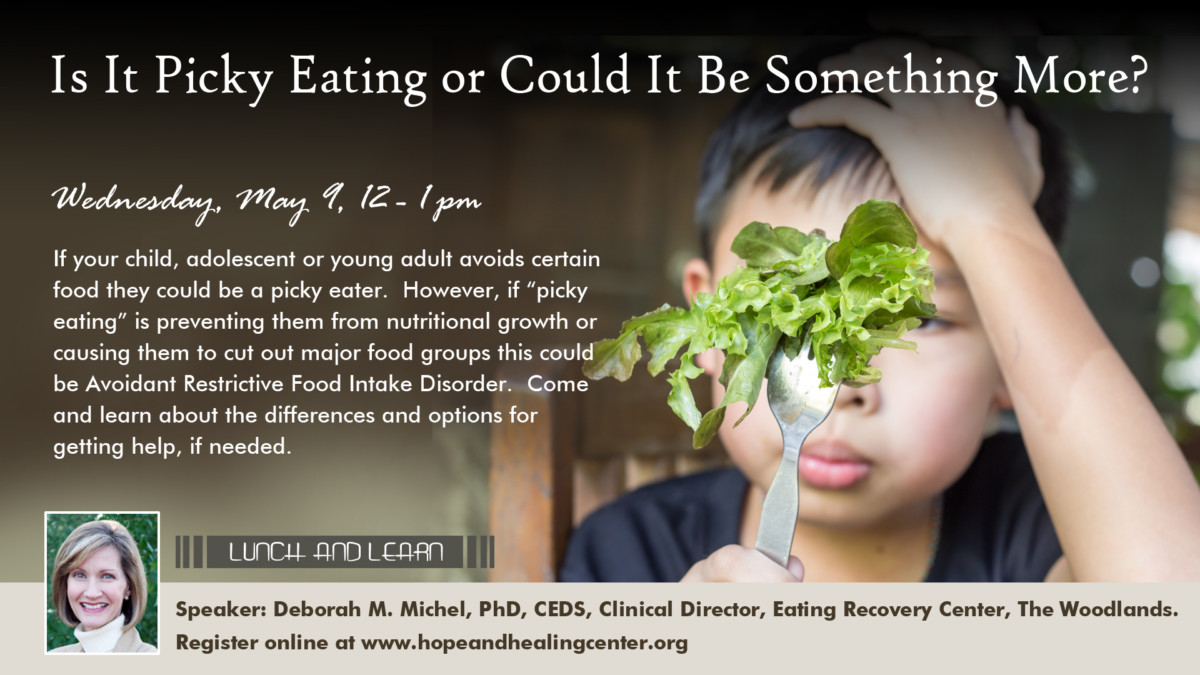 Is It Picky Eating or Could It Be Something More?
Wednesday, May 9, 12 - 1 pm
If your child, adolescent or young adult avoids certain
food they could be a picky eater.  However, if “picky
eating” is preventing them from nutritional growth or
causing them to cut out major food groups this could
be Avoidant Restrictive Food Intake Disorder.  Come
and learn about the differences and options for
getting help, if needed.
LUNCH AND LEARN
Speaker: Deborah M. Michel, PhD, CEDS, Clinical Director, Eating Recovery Center, The Woodlands.
Register online at www.hopeandhealingcenter.org